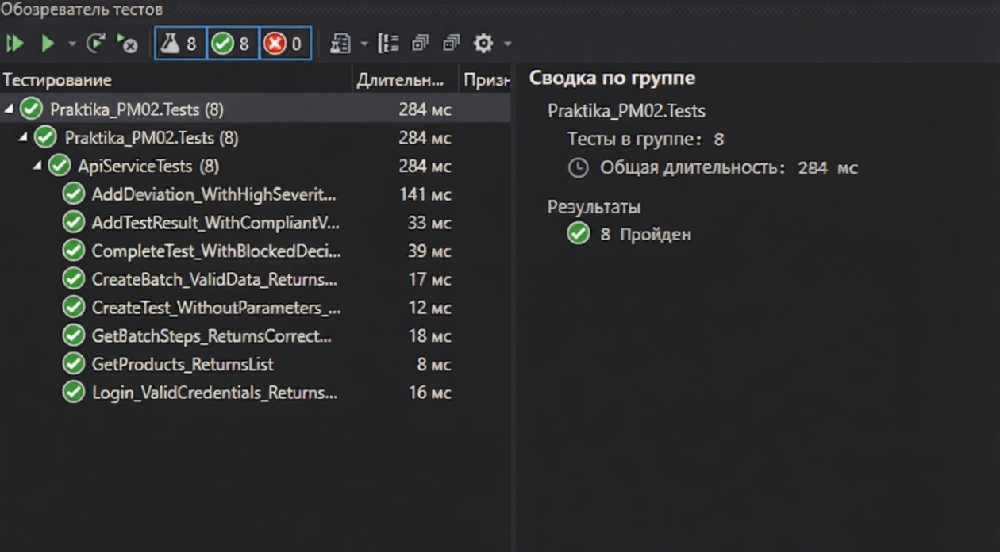 Обозреватель тестов
8 8 0
Тестирование Длительн... Призн
Praktika_PM02.Tests (8) 284 мс
Praktika_PM02.Tests (8) 284 мс
ApiServiceTests (8) 284 мс
AddDeviation_WithHighSeverit... 141 мс
AddTestResult_WithCompliantV... 33 мс
CompleteTest_WithBlockedDeci... 39 мс
CreateBatch_ValidData_Returns... 17 мс
CreateTest_WithoutParameters_... 12 мс
GetBatchSteps_ReturnsCorrect... 18 мс
GetProducts_ReturnsList 8 мс
Login_ValidCredentials_Returns... 16 мс
Сводка по группе
Praktika_PM02.Tests
Тесты в группе: 8
Общая длительность: 284 мс
Результаты
8 Пройден